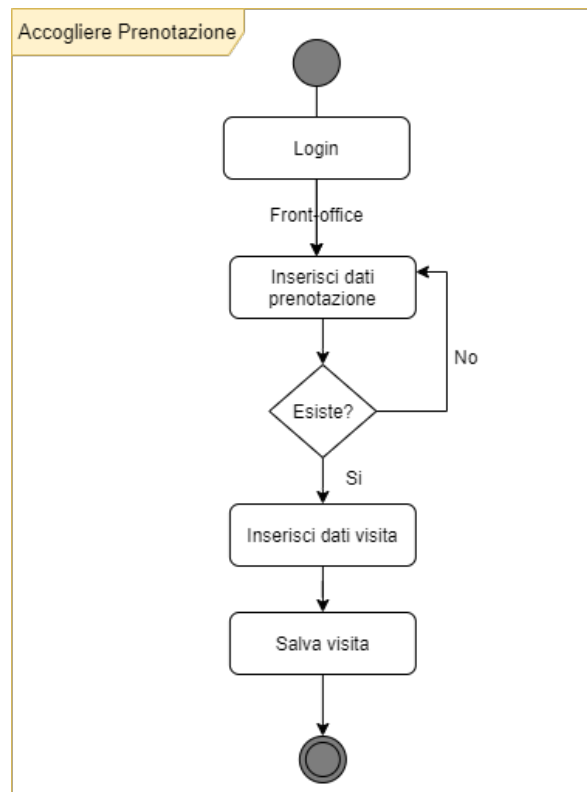 Accogliere Prenotazione
Login
Front-office
Inserisci dati
prenotazione
No
Esiste?
Si
Inserisci dati visita
Salva visita